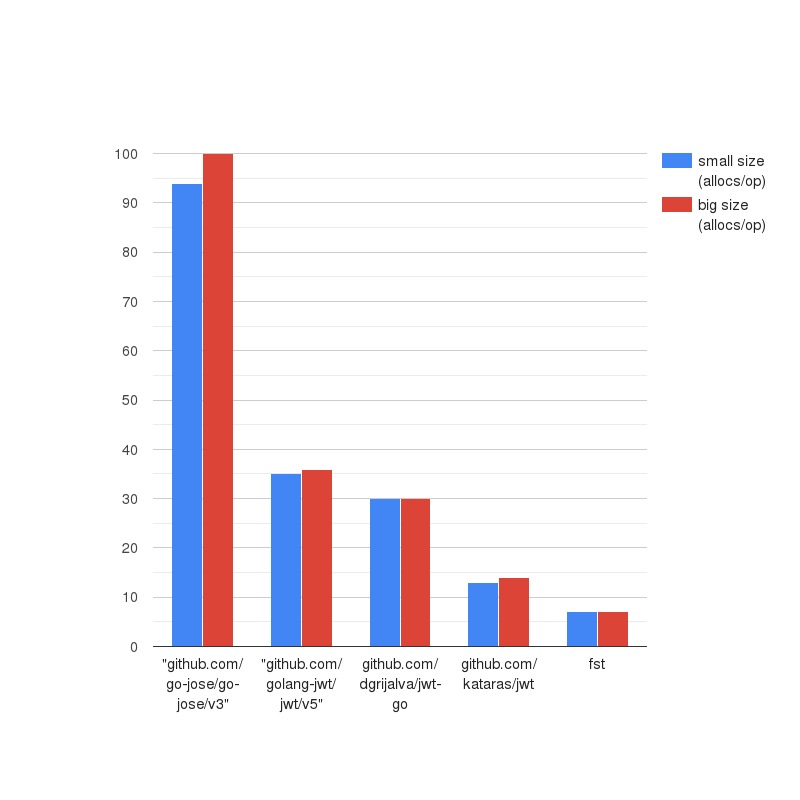 100
90
80
70
60
50
40
30
20
10
0
"github.com/
go-jose/go-
jose/v3"
"github.com/
golang-jwt/
jwt/v5"
github.com/
dgrijalva/jwt-
go
github.com/
kataras/jwt
fst
small size
(allocs/op)
big size
(allocs/op)